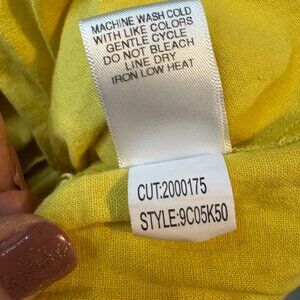 MACHINE WASH COLD
WITH LIKE COLORS
GENTLE CYCLE
DO NOT BLEACH
LINE DRY
IRON LOW HEAT
CUT:2000175
STYLE:9C05K50